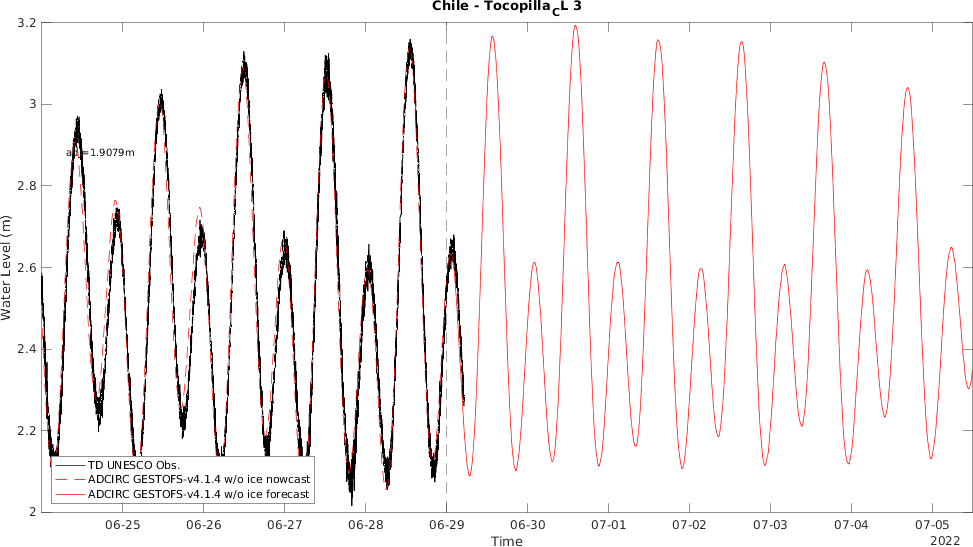 Chile - Tocopilla_CL 3
Water Level (m)
3.2
3
2.8
2.6
2.4
2.2
2
=1.9079m
TD UNESCO Obs.
ADCIRC GESTOFS-v4.1.4 w/o ice nowcast
ADCIRC GESTOFS-v4.1.4 w/o ice forecast
06-25 06-26 06-27 06-28 06-29 06-30 07-01 07-02 07-03 07-04 07-05
Time 2022